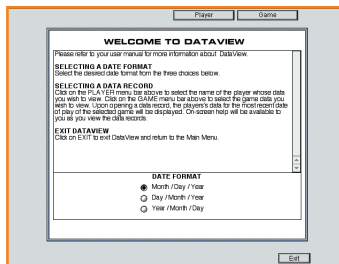 Player Game
WELCOME TO DATAVIEW
Please refer to your user manual for more information about DataView.
SELECTING A DATE FORMAT
Select the desired date format from the three choices below.
SELECTING A DATA RECORD
Click on the PLAYER menu bar above to select the name of the player whose data
you wish to view. Click on the GAME menu bar above to select the game data you
wish to view. Upon opening a data record, the players's data for the most recent date
of play of the selected game will be displayed. On-screen help will be available to
you as you view the data records.
EXIT DATAVIEW
Click on EXIT to exit DataView and return to the Main Menu.
DATE FORMAT
Month / Day / Year
Day / Month / Year
Year / Month / Day
Exit